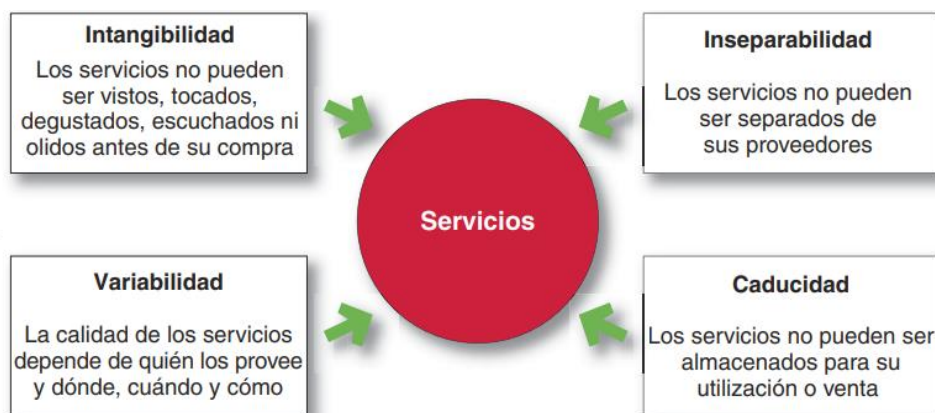 Intangibilidad
Los servicios no pueden
ser vistos, tocados,
degustados, escuchados ni
olidos antes de su compra
Inseparabilidad
Los servicios no pueden
ser separados de
sus proveedores
Servicios
Variabilidad
La calidad de los servicios
depende de quién los provee
y dónde, cuándo y cómo
Caducidad
Los servicios no pueden ser
almacenados para su
utilización o venta